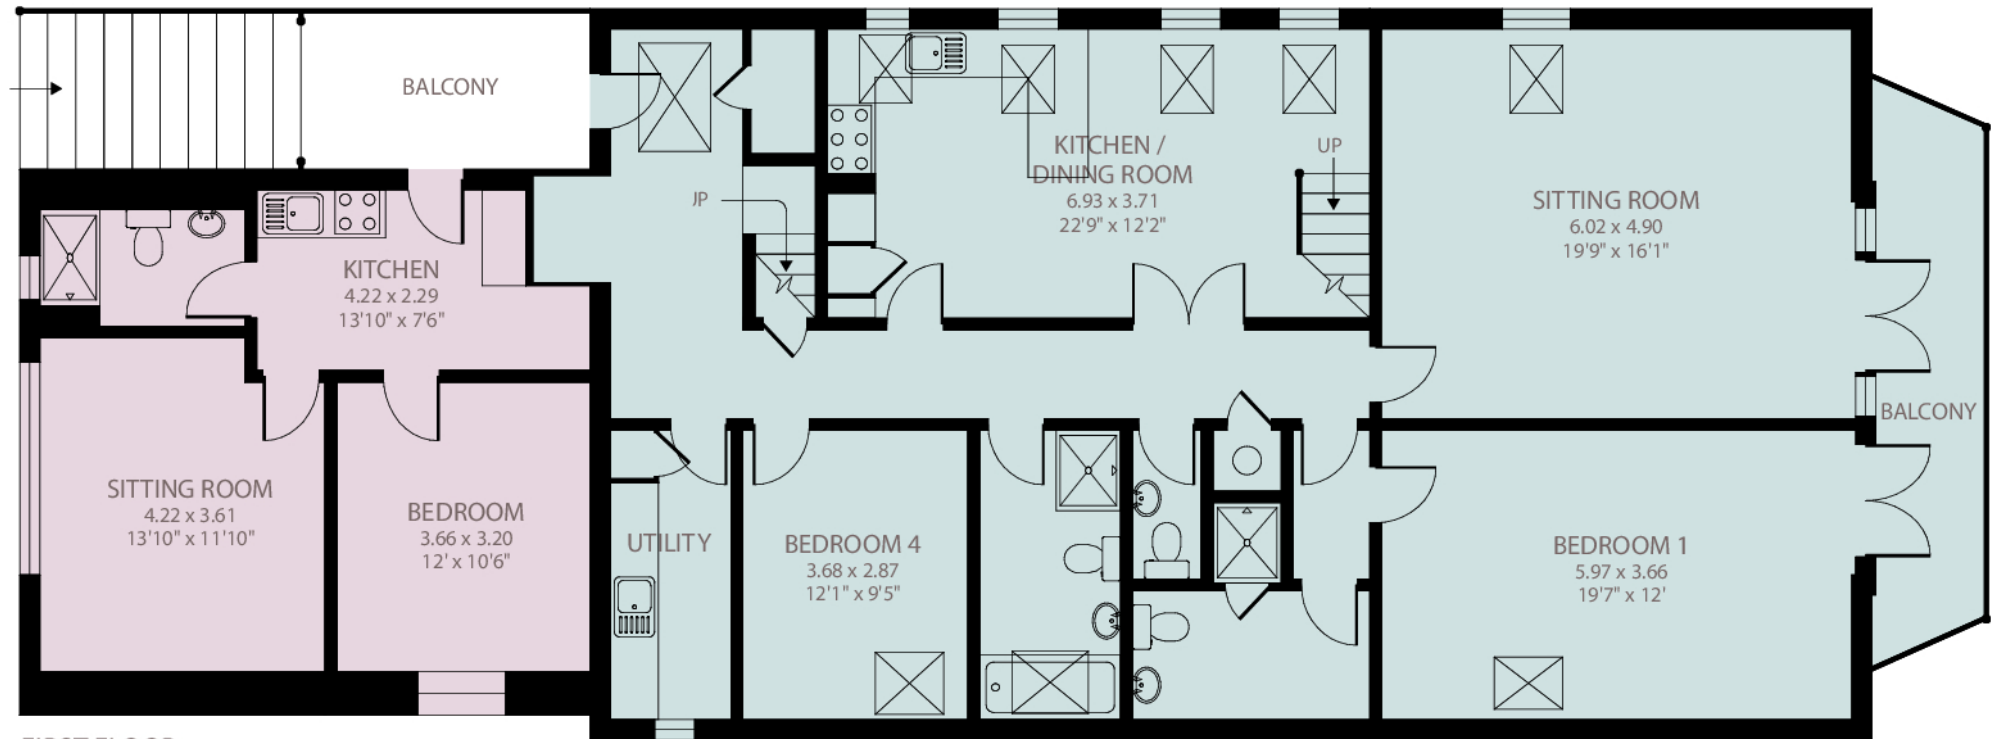 BALCONY
KITCHEN /
DINING ROOM
6.93 x 3.71
22'9" x 12'2"
UP
SITTING ROOM
6.02 x 4.90
19'9" x 16'1"
KITCHEN
4.22 x 2.29
13'10" x 7'6"
BALCONY
SITTING ROOM
4.22 x 3.61
13'10" x 11'10"
BEDROOM
3.66 x 3.20
12' x 10'6"
UTILITY
BEDROOM 4
3.68 x 2.87
12'1" x 9'5"
BEDROOM 1
5.97 x 3.66
19'7" x 12'